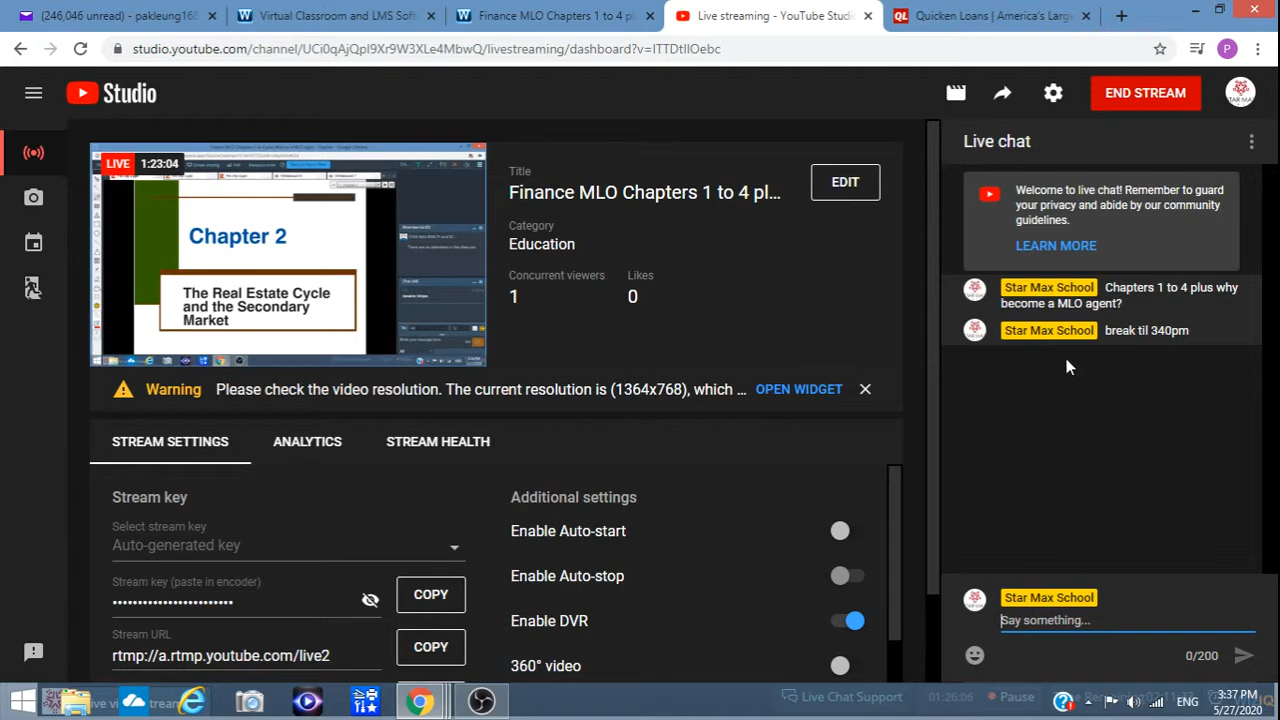 (246,046 unread) - pakleung168
Virtual Classroom and LMS Soft
Finance MLO Chapters 1 to 4 pl
Live streaming - YouTube Studi
Quicken Loans | America's Larg
studio.youtube.com/channel/UCi0qAjQpI9Xr9W3XLe4MbwQ/livestreaming/dashboard?v=ITTDtIIOebc
P
Studio
END STREAM
LIVE
1:23:04
Chapter 2
The Real Estate Cycle
and the Secondary
Market
Title
Finance MLO Chapters 1 to 4 pl...
EDIT
Category
Education
Concurrent viewers
Likes
1
0
Warning
Please check the video resolution. The current resolution is (1364x768), which ...
OPEN WIDGET
STREAM SETTINGS
ANALYTICS
STREAM HEALTH
Stream key
Select stream key
Auto-generated key
Stream key (paste in encoder)
COPY
Stream URL
rtmp://a.rtmp.youtube.com/live2
COPY
Additional settings
Enable Auto-start
Enable Auto-stop
Enable DVR
360° video
Live chat
Welcome to live chat! Remember to guard
your privacy and abide by our community
guidelines.
LEARN MORE
Star Max School Chapters 1 to 4 plus why
become a MLO agent?
Star Max School break til 340pm
Star Max School
Say something...
0/200
Live Chat Support
01:26:06
Pause
ENG
3:37 PM
5/27/2020